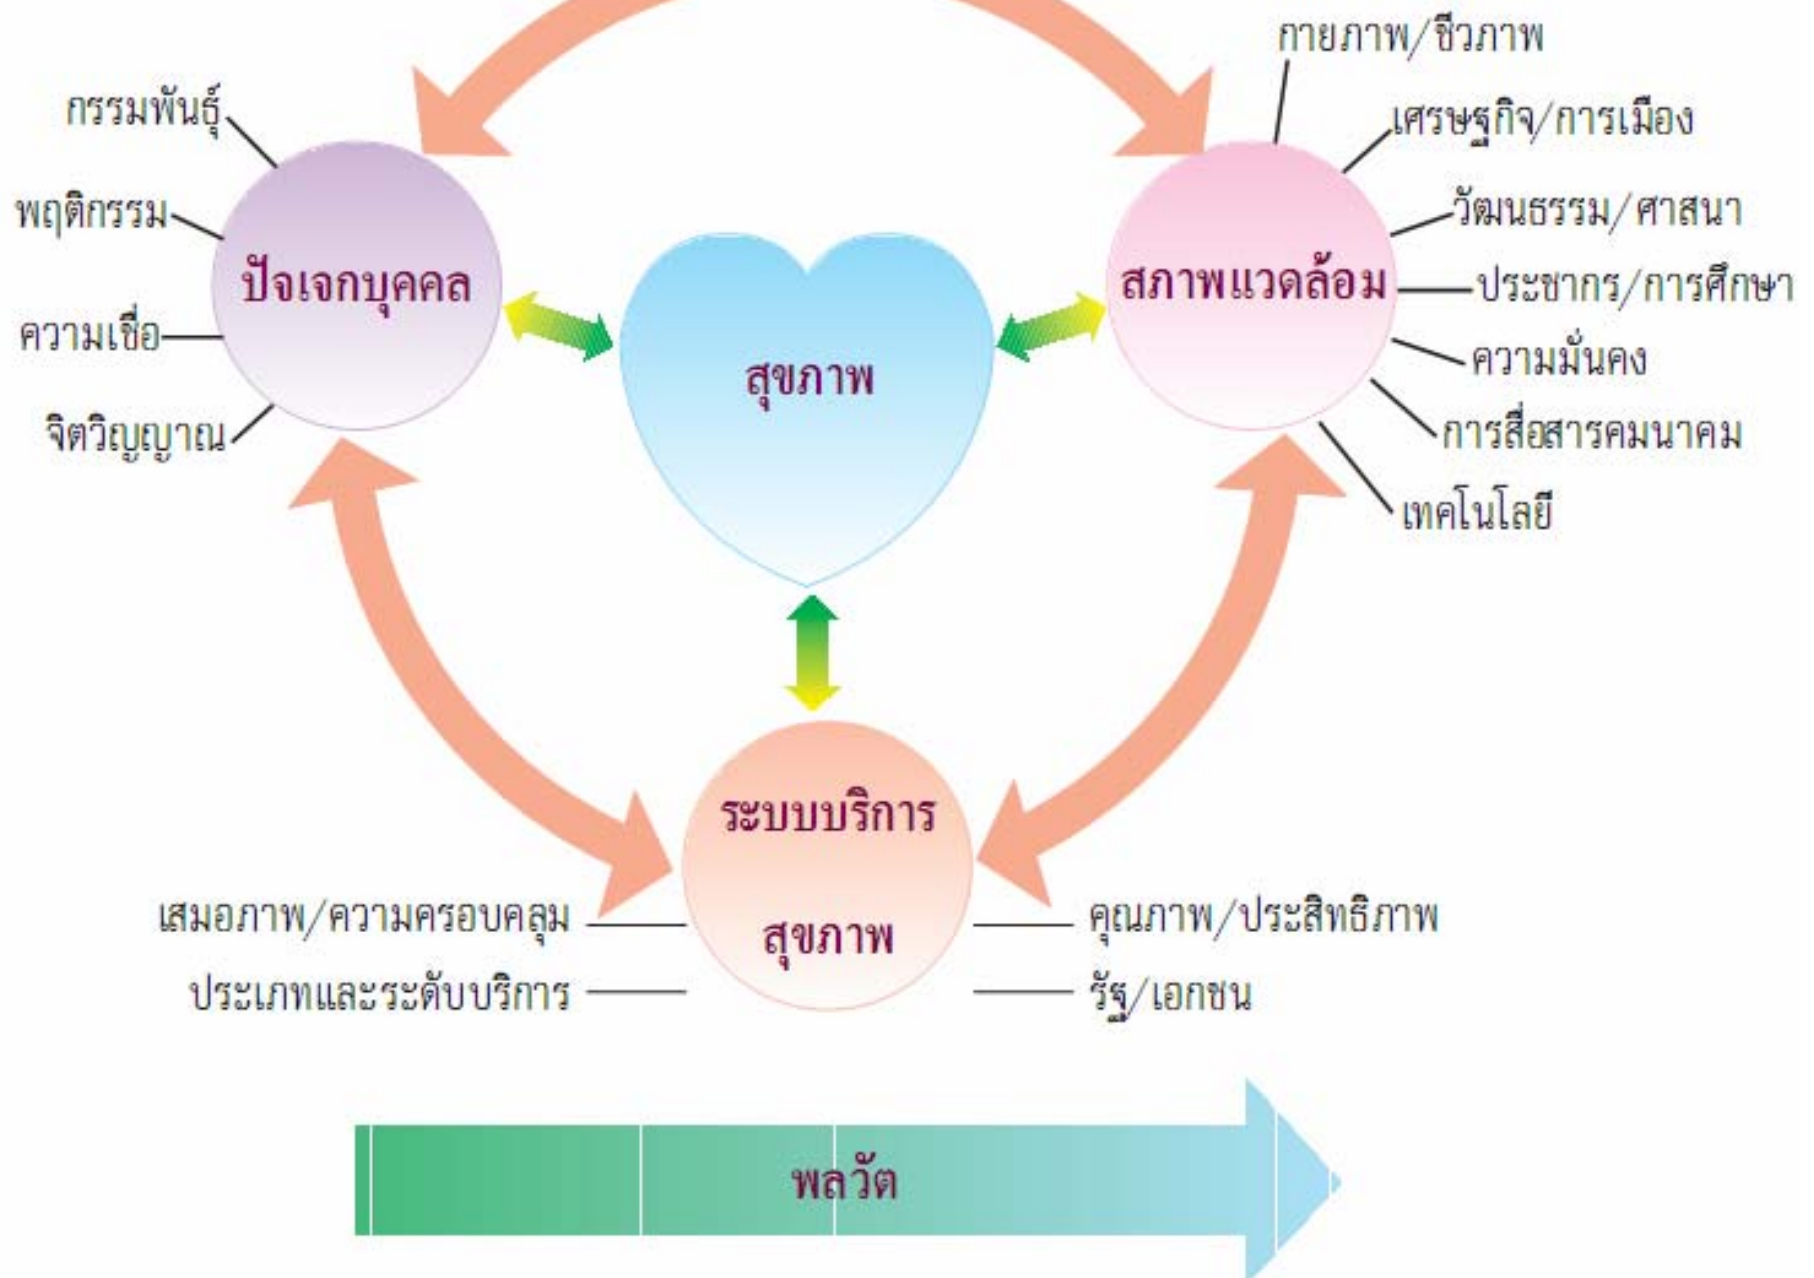 กายภาพ/ชีวภาพ
กรรมพันธุ์
เศรษฐกิจ/การเมือง
พฤติกรรม
วัฒนธรรม/ศาสนา
ปัจเจกบุคคล
สภาพแวดล้อม
ประชากร/การศึกษา
ความเชื่อ
สุขภาพ
ความมั่นคง
จิตวิญญาณ
การสื่อสารคมนาคม
เทคโนโลยี
ระบบบริการ
สุขภาพ
เสมอภาพ/ความครอบคลุม
คุณภาพ/ประสิทธิภาพ
ประเภทและระดับบริการ
รัฐ/เอกชน
พลวัต